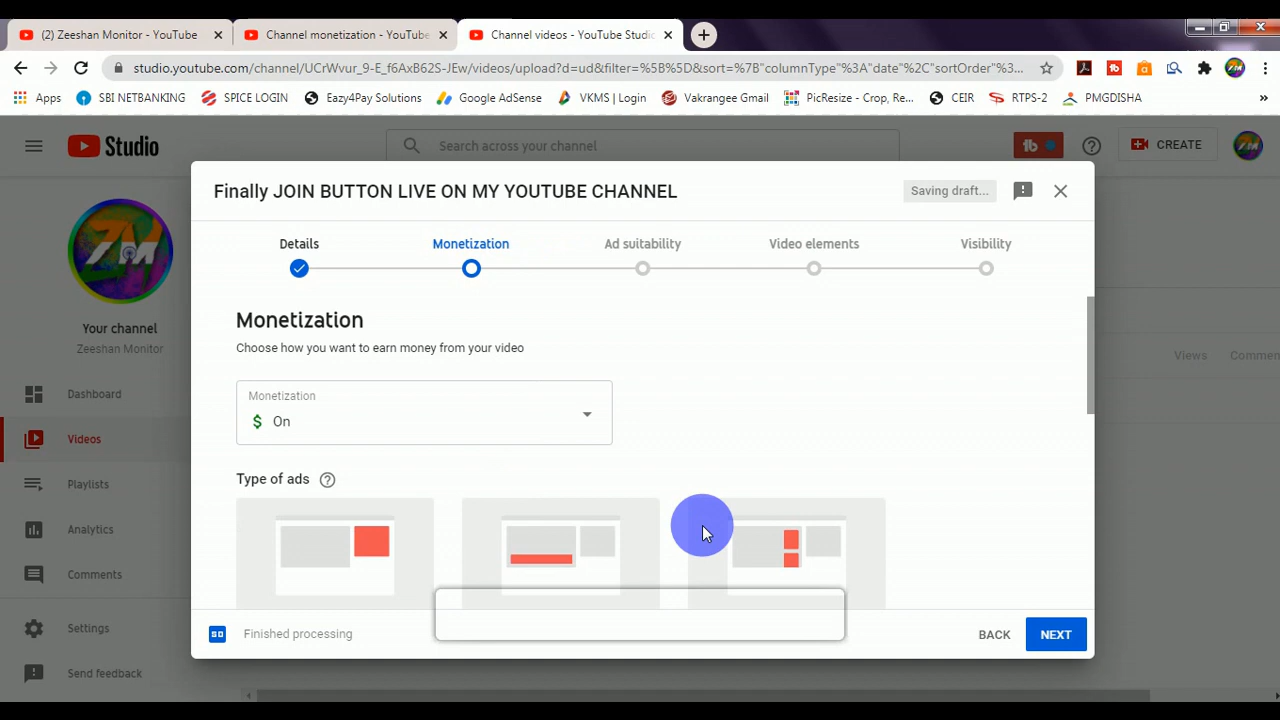 (2) Zeeshan Monitor - YouTube
Channel monetization - YouTube
Channel videos - YouTube Studio
studio.youtube.com/channel/UCrWvur_9-E_f6AxB62S-JEw/videos/upload?d=ud&filter=%5B%5D&sort=%7B"columnType"%3A"date"%2C"sortOrder"%3...
Apps
SBI NETBANKING
SPICE LOGIN
Eazy4Pay Solutions
Google AdSense
VKMS | Login
Vakrangee Gmail
PicResize - Crop, Re...
CEIR
RTPS-2
PMGDISHA
»
Studio
Search across your channel
tb
CREATE
Finally JOIN BUTTON LIVE ON MY YOUTUBE CHANNEL
Saving draft...
Details
Monetization
Ad suitability
Video elements
Visibility
ZM
Monetization
Choose how you want to earn money from your video
Your channel
Zeeshan Monitor
Views
Commen
Monetization
$ On
Dashboard
Videos
Type of ads
Playlists
Analytics
Comments
Settings
SD
Finished processing
BACK
NEXT
Send feedback